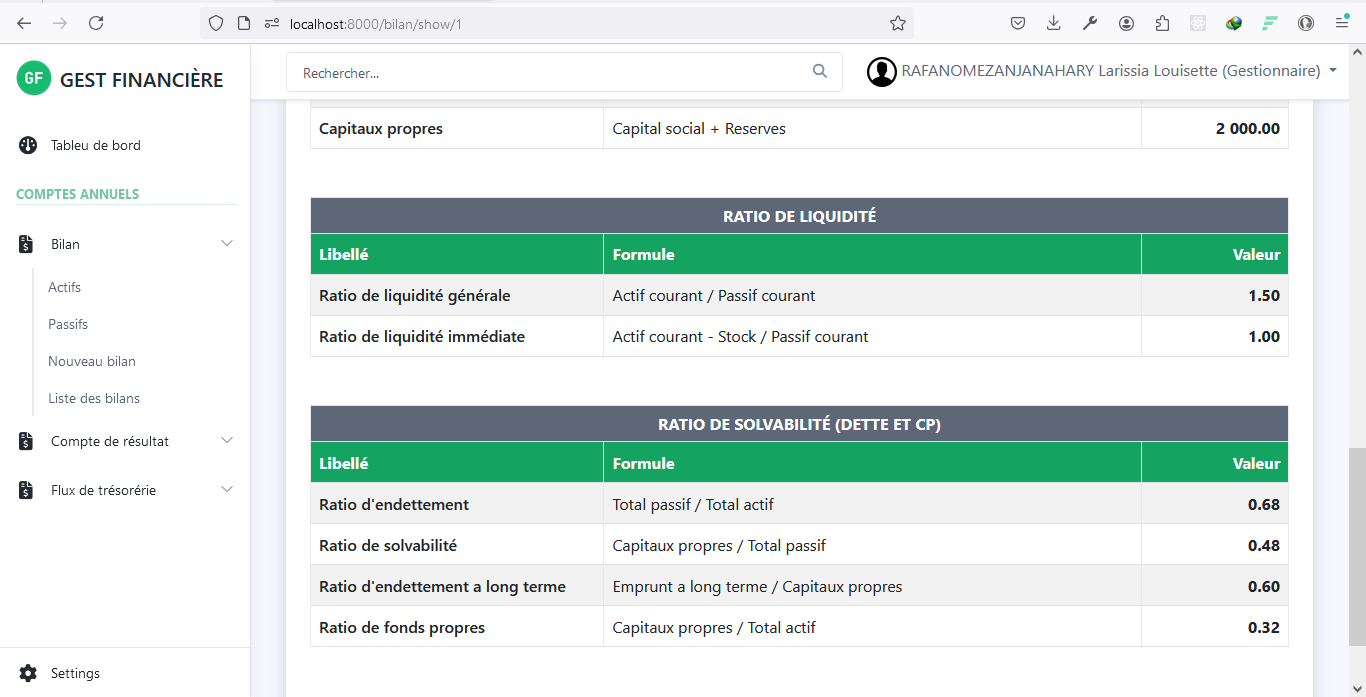 localhost:8000/bilan/show/1
GF GEST FINANCIÈRE
Rechercher...
RAFANOMEZANJANAHARY Larissia Louisette (Gestionnaire)
Tableu de bord
COMPTES ANNUELS
Bilan
Actifs
Passifs
Nouveau bilan
Liste des bilans
Compte de résultat
Flux de trésorérie
Settings
Capitaux propres Capital social + Reserves 2 000.00
RATIO DE LIQUIDITÉ
Libellé Formule Valeur
Ratio de liquidité générale Actif courant / Passif courant 1.50
Ratio de liquidité immédiate Actif courant - Stock / Passif courant 1.00
RATIO DE SOLVABILITÉ (DETTE ET CP)
Libellé Formule Valeur
Ratio d'endettement Total passif / Total actif 0.68
Ratio de solvabilité Capitaux propres / Total passif 0.48
Ratio d'endettement a long terme Emprunt a long terme / Capitaux propres 0.60
Ratio de fonds propres Capitaux propres / Total actif 0.32